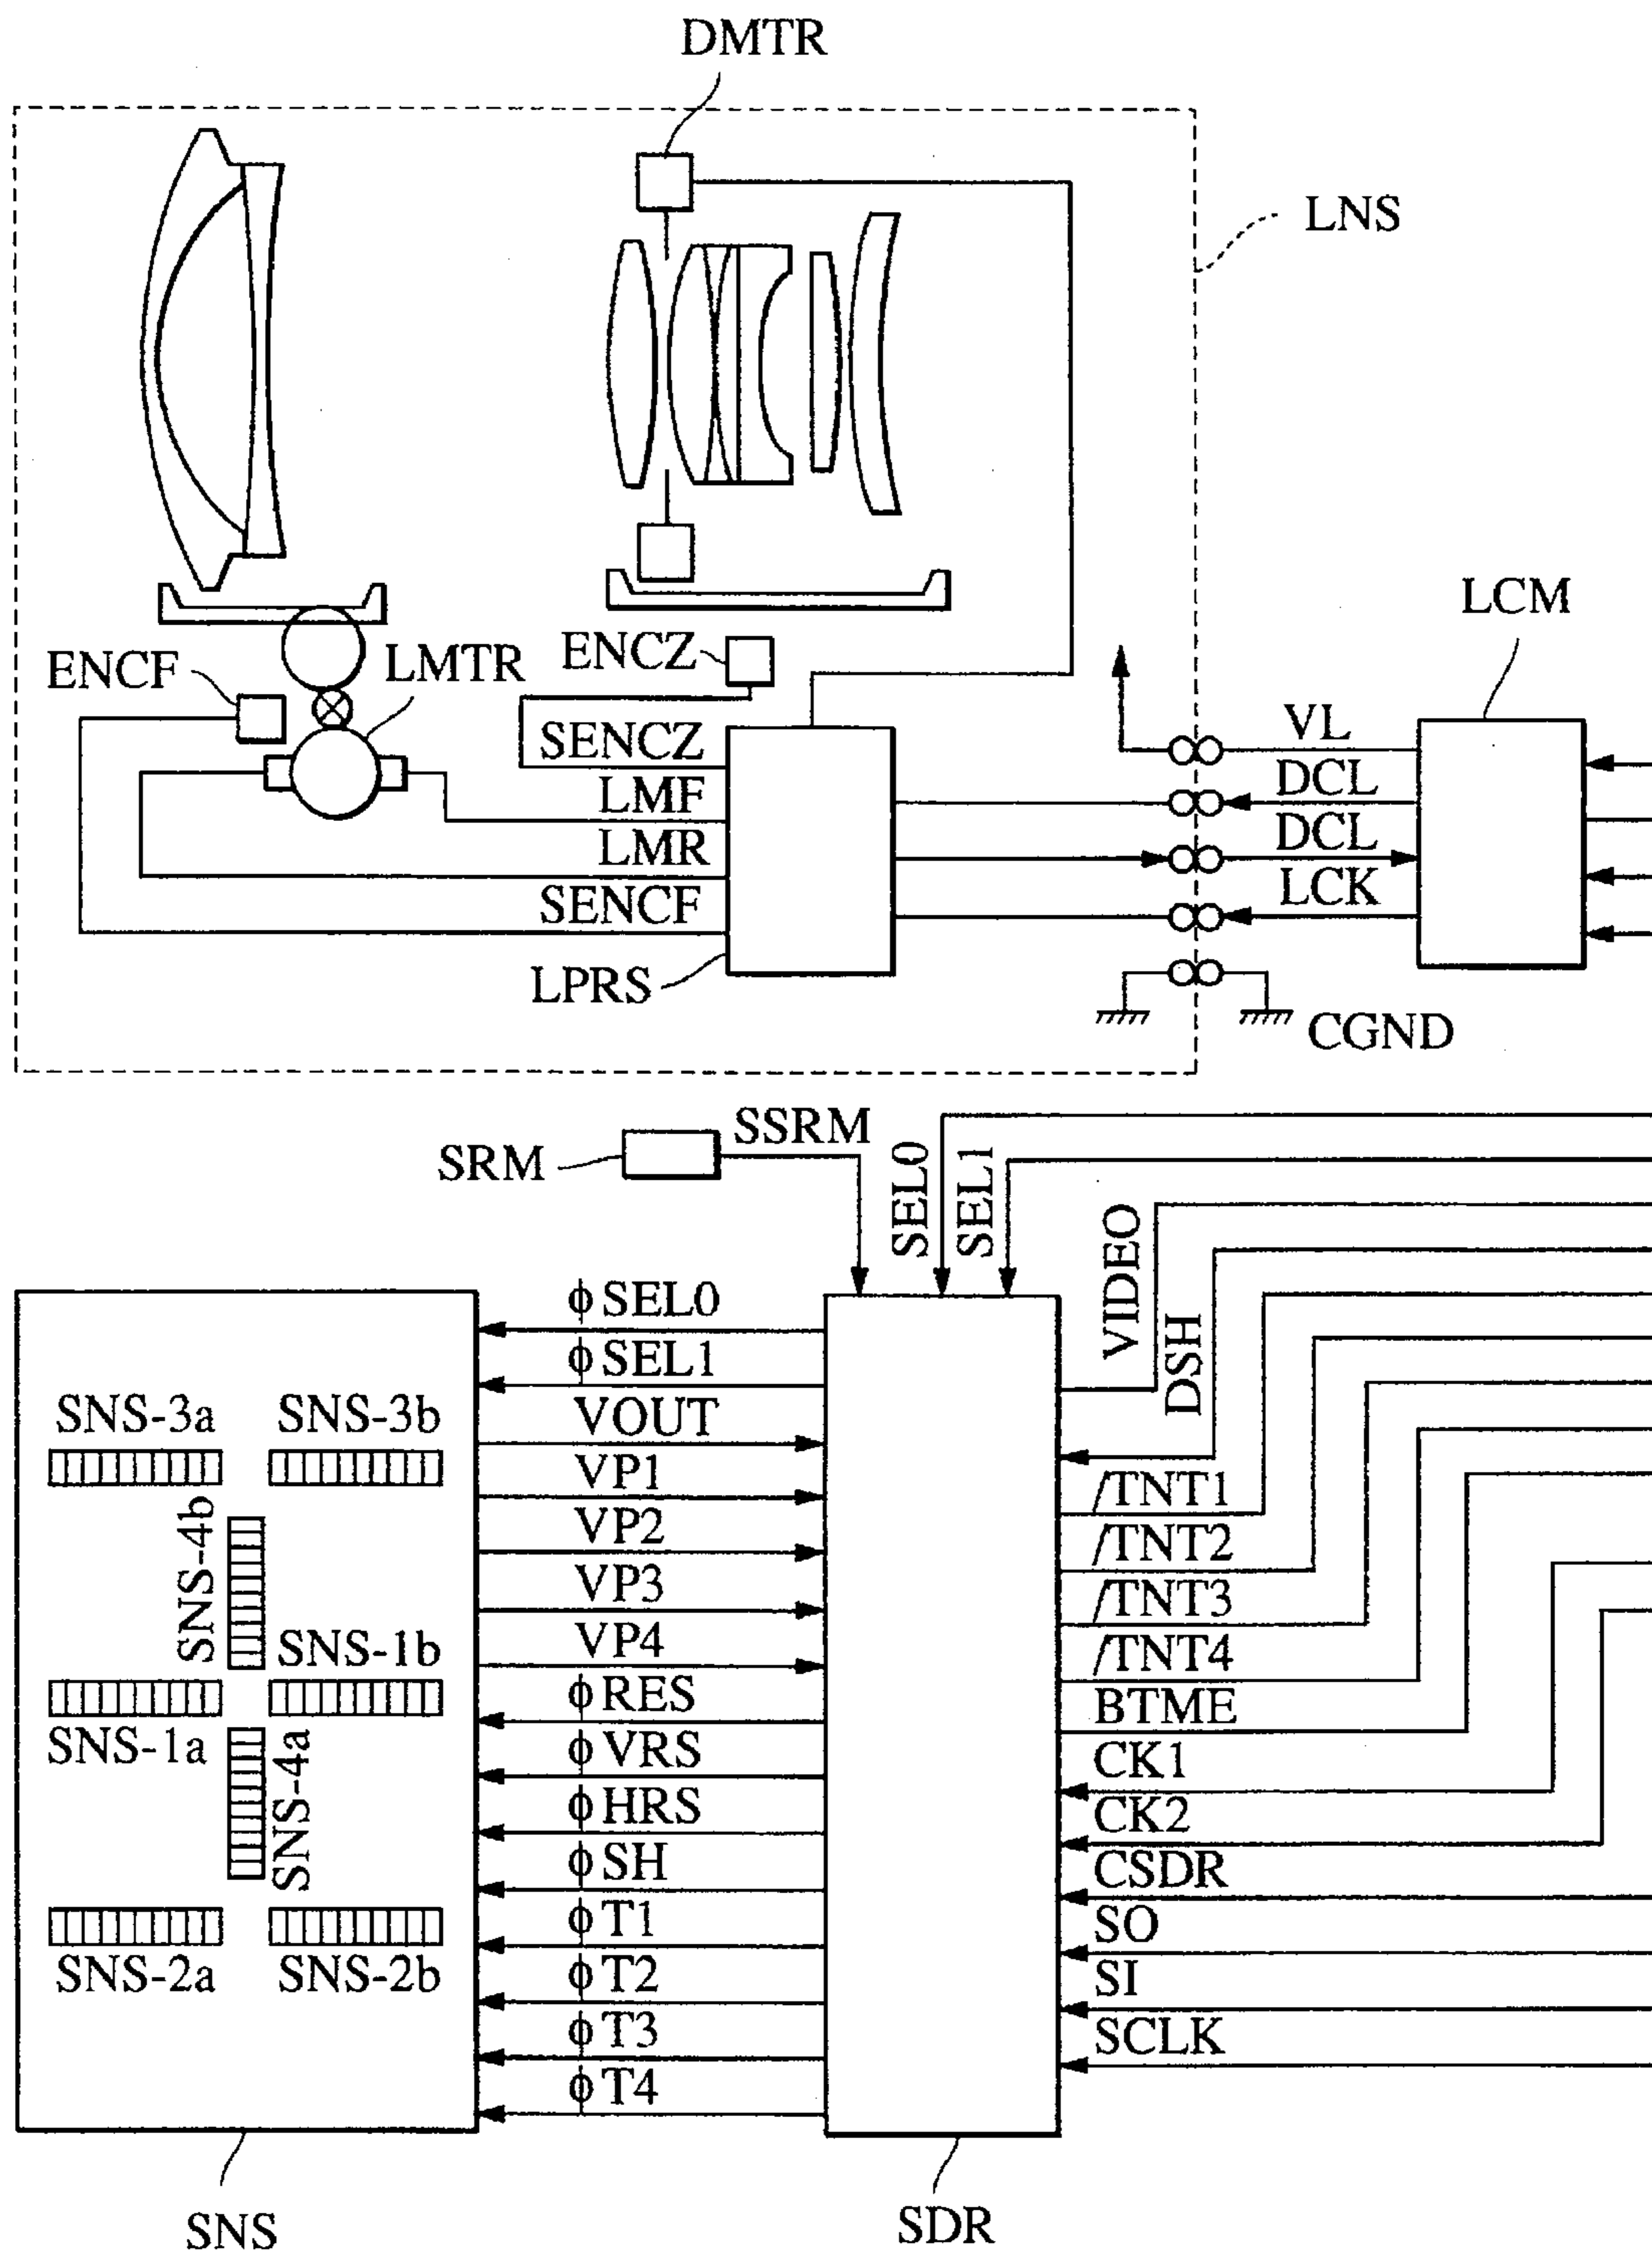 DMTR
LNS
LCM
ENCF
LMTR
ENCZ
SENCZ
LMF
LMR
SENCF
LPRS
VL
DCL
DCL
LCK
CGND
SRM
SSRM
SEL0
SEL1
VIDEO
DSH
φSEL0
φSEL1
VOUT
VP1
VP2
VP3
VP4
φRES
φVRS
φHRS
φSH
φT1
φT2
φT3
φT4
SNS-3a
SNS-3b
SNS-4b
SNS-1b
SNS-1a
SNS-4a
SNS-2a
SNS-2b
/TNT1
/TNT2
/TNT3
/TNT4
BTME
CK1
CK2
CSDR
SO
SI
SCLK
SNS
SDR